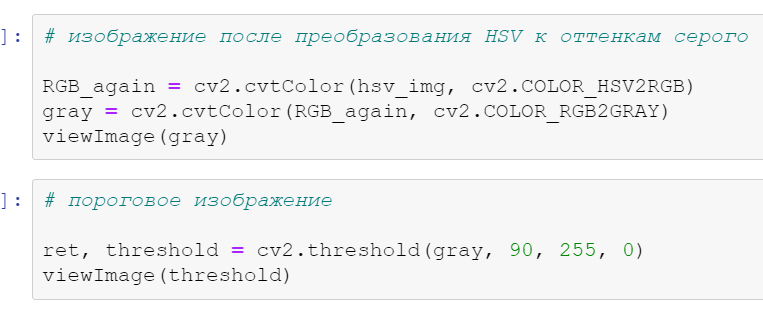 ]: # изображение после преобразования HSV к оттенкам серого
RGB_again = cv2.cvtColor(hsv_img, cv2.COLOR_HSV2RGB)
gray = cv2.cvtColor(RGB_again, cv2.COLOR_RGB2GRAY)
viewImage(gray)
]: # пороговое изображение
ret, threshold = cv2.threshold(gray, 90, 255, 0)
viewImage(threshold)